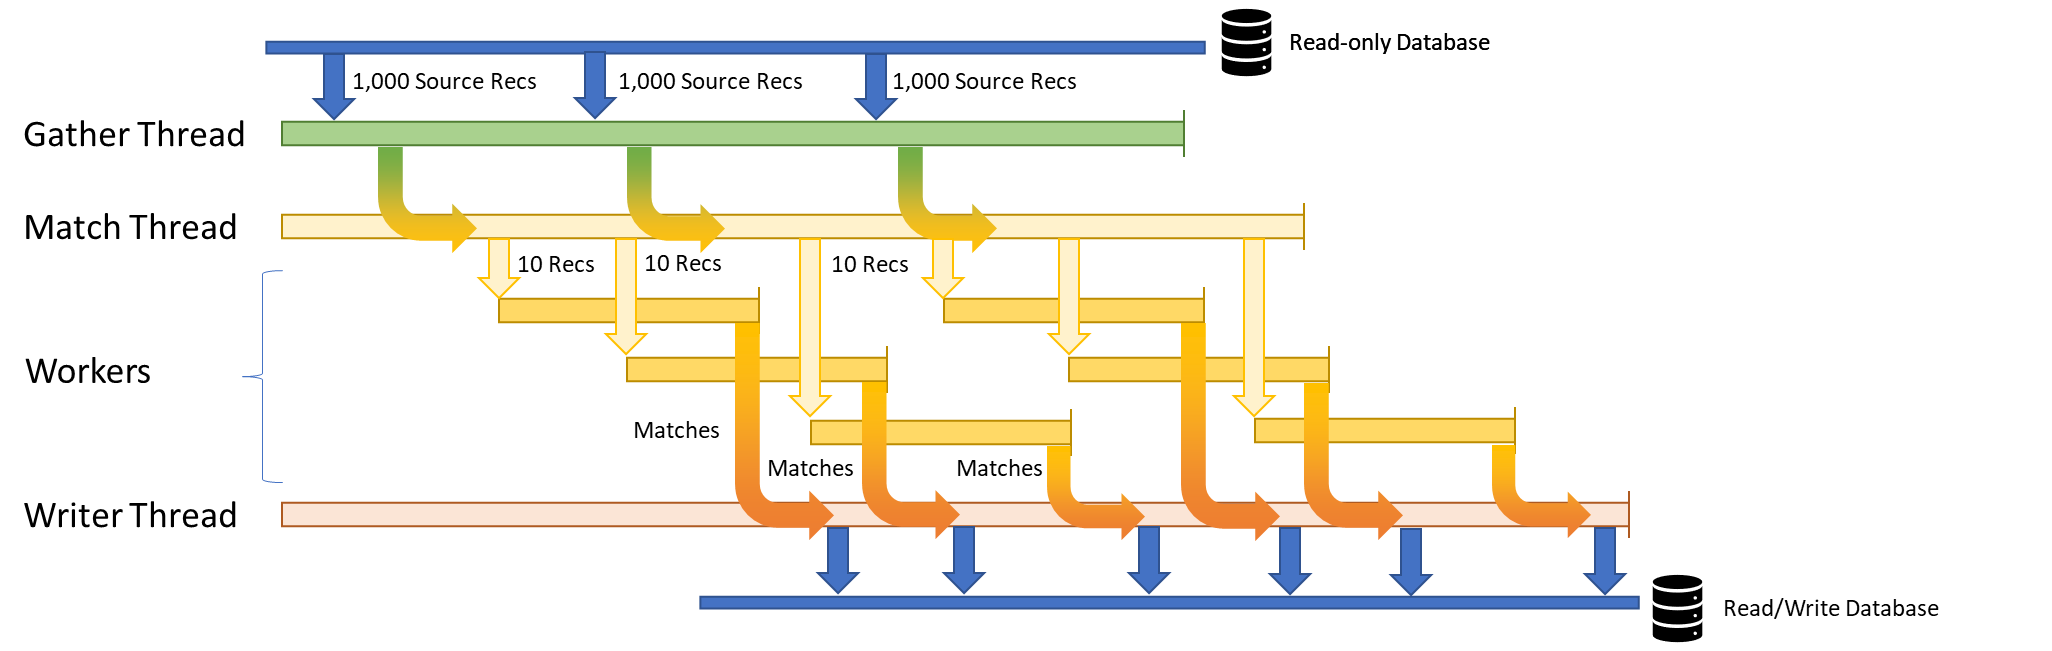 Read-only Database
1,000 Source Recs
1,000 Source Recs
1,000 Source Recs
Gather Thread
Match Thread
10 Recs
10 Recs
10 Recs
Workers
Matches
Matches
Matches
Writer Thread
Read/Write Database